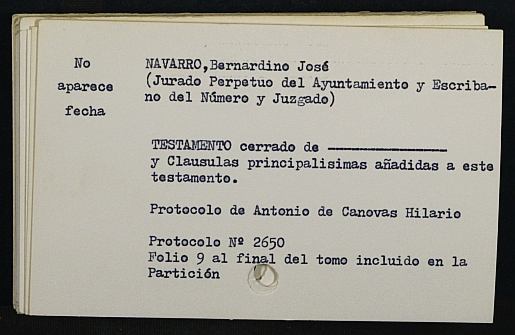 No
aparece
fecha
NAVARRO,Bernardino José
(Jurado Perpetuo del Ayuntamiento y Escriba-
no del Número y Juzgado)
TESTAMENTO cerrado de ————————
y Clausulas principalisimas añadidas a este
testamento.
Protocolo de Antonio de Canovas Hilario
Protocolo Nº 2650
Folio 9 al final del tomo incluido en la
Partición